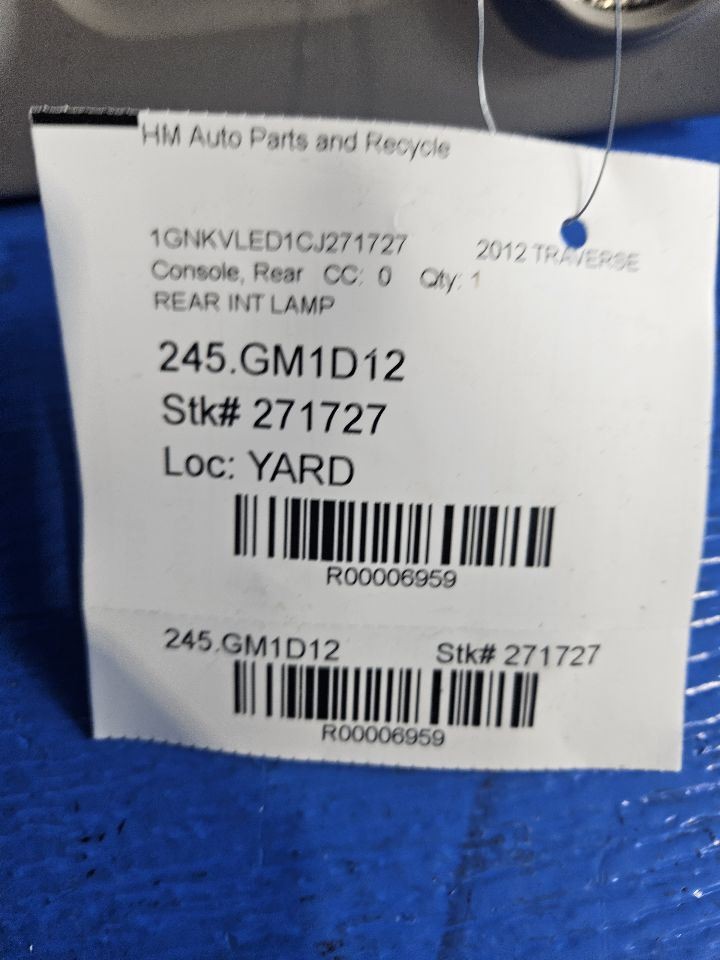 HM Auto Parts and Recycle
1GNKVLED1CJ271727 2012 TRAVERSE
Console, Rear CC: 0 Qty: 1
REAR INT LAMP
245.GM1D12
Stk# 271727
Loc: YARD
R00006959
245.GM1D12 Stk# 271727
R00006959